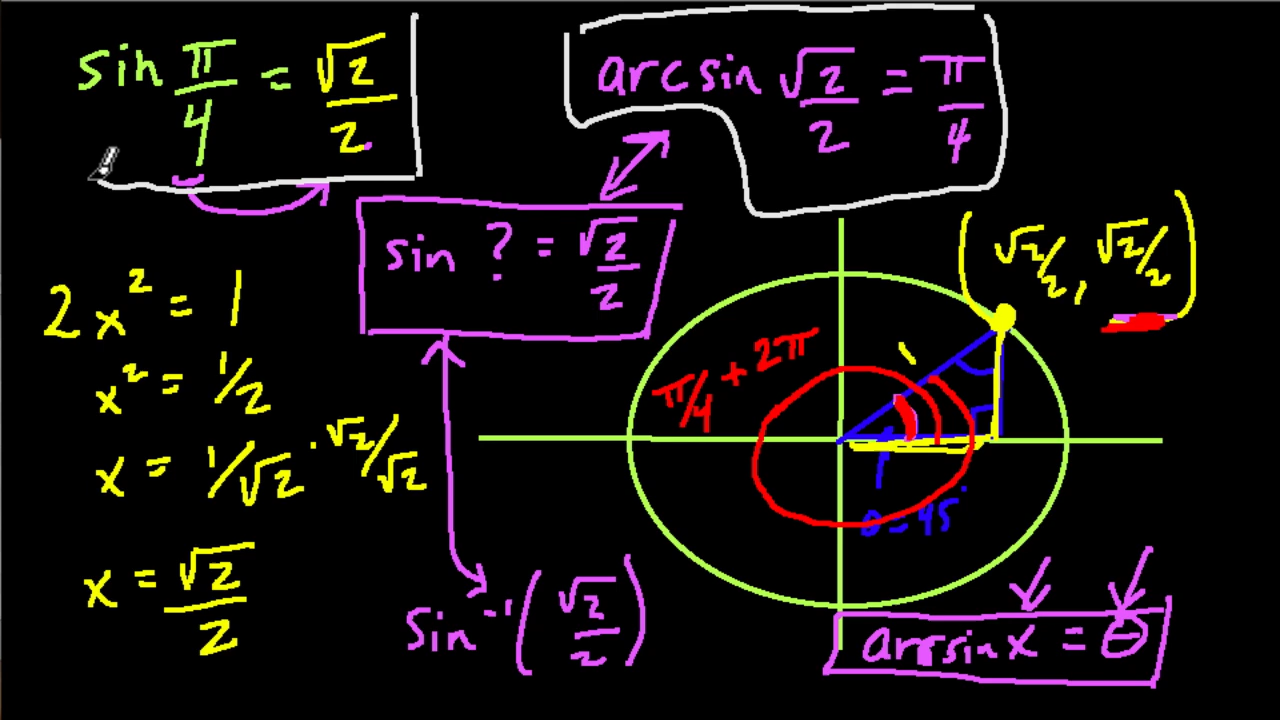 sin π/4 = √2/2
arcsin √2/2 = π/4
sin ? = √2/2
(√2/2, √2/2)
2x² = 1
x² = 1/2
x = 1/√2 · √2/√2
x = √2/2
π/4 + 2π
1
θ = 45°
sin⁻¹(√2/2)
arcsin x = θ